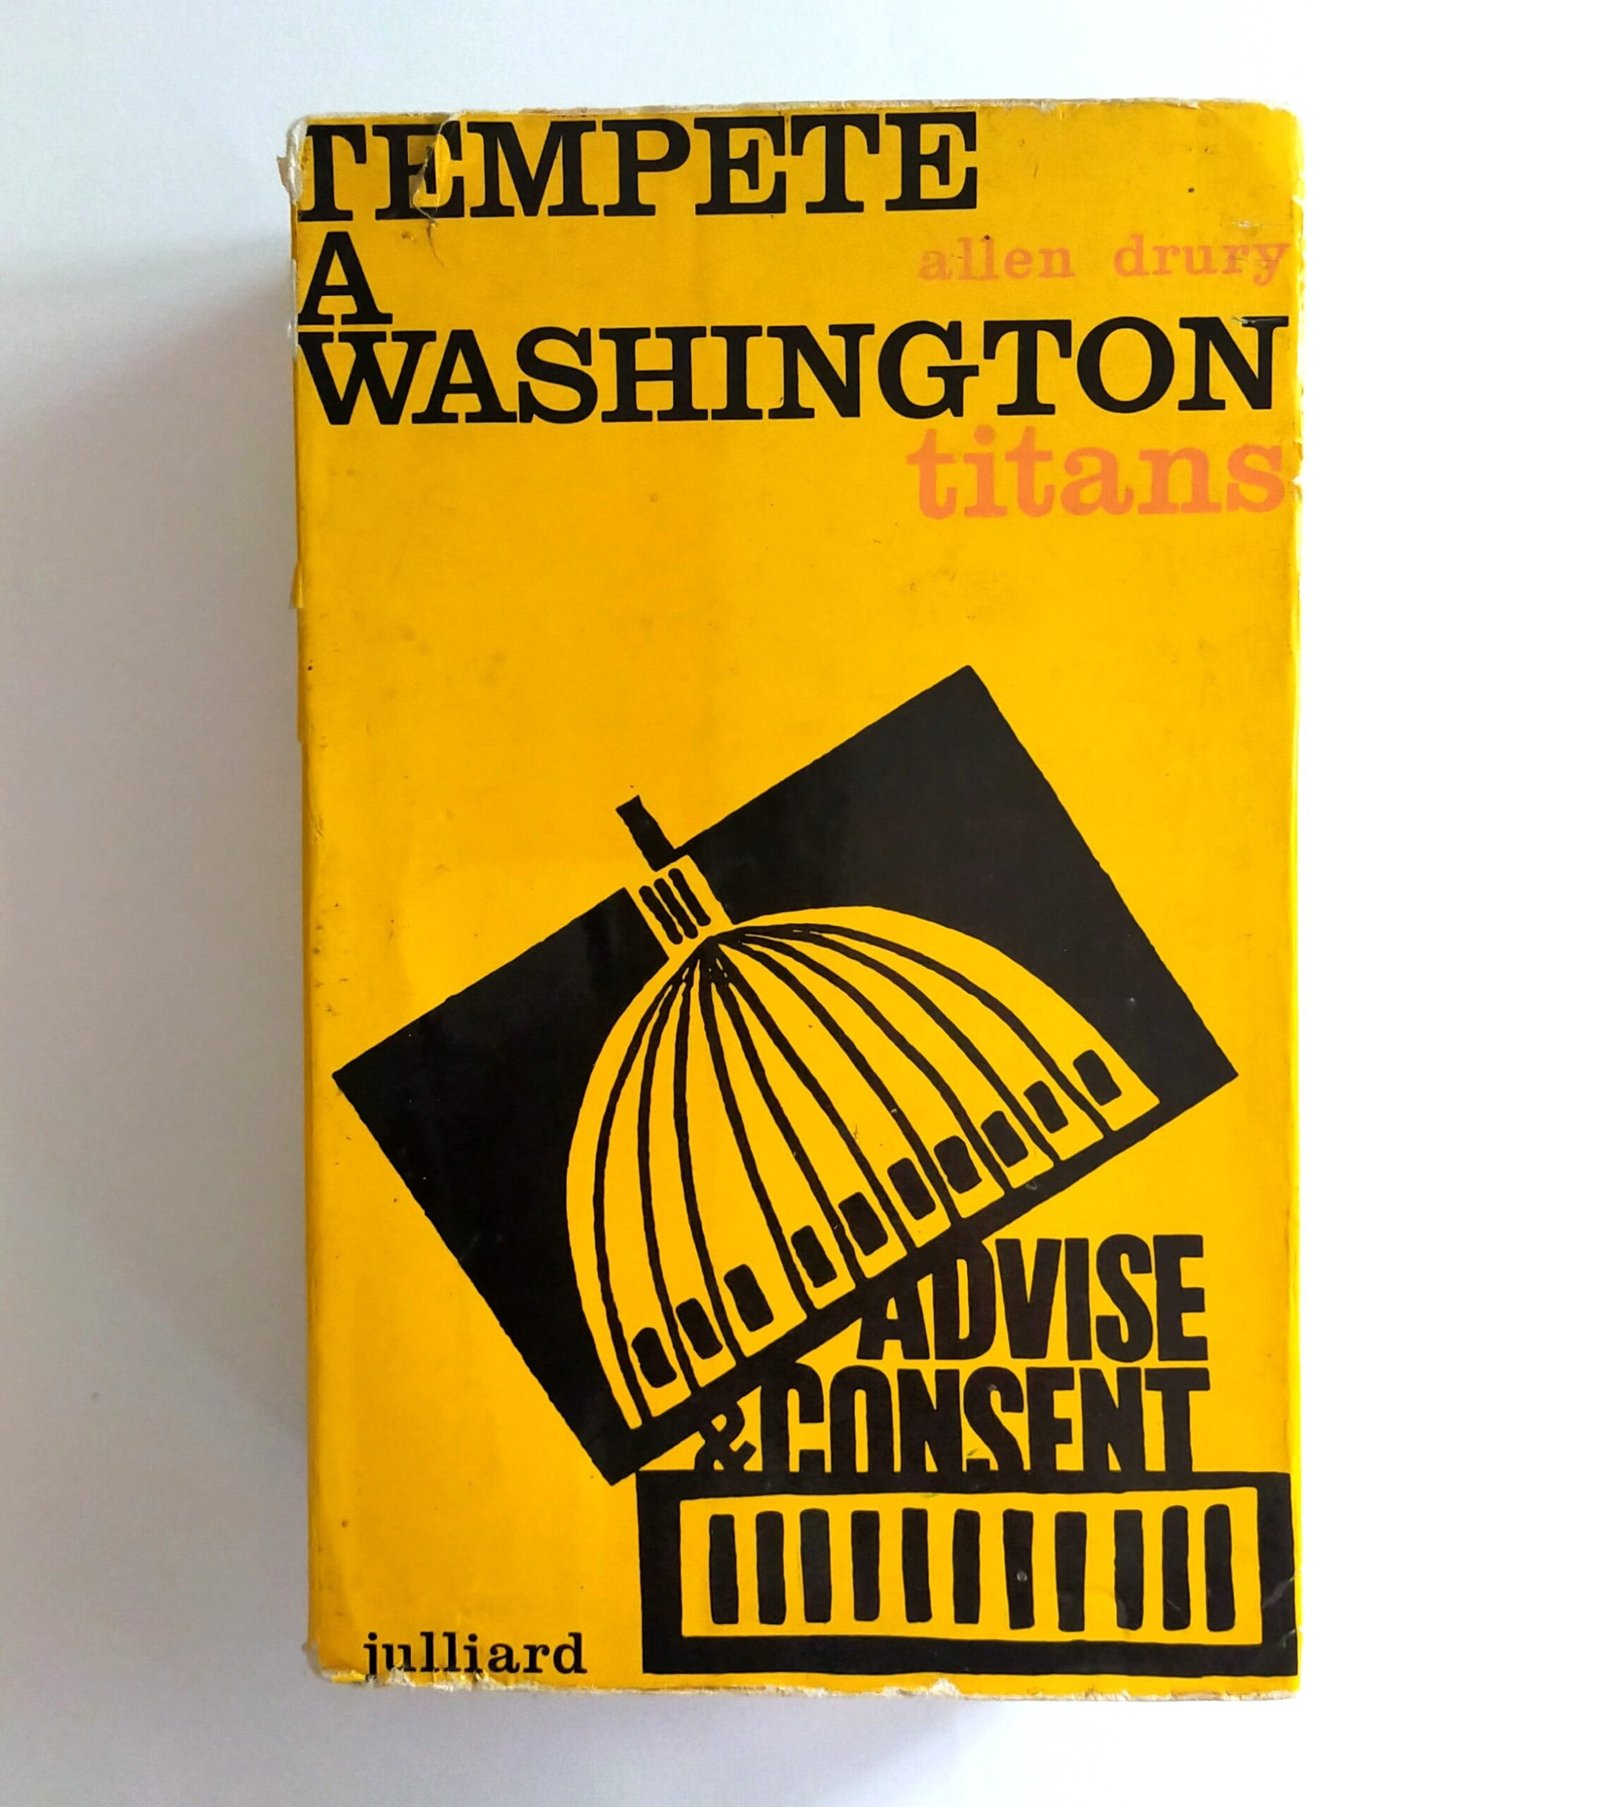 TEMPETE
A
allen drury
WASHINGTON
titans
ADVISE
& CONSENT
julliard